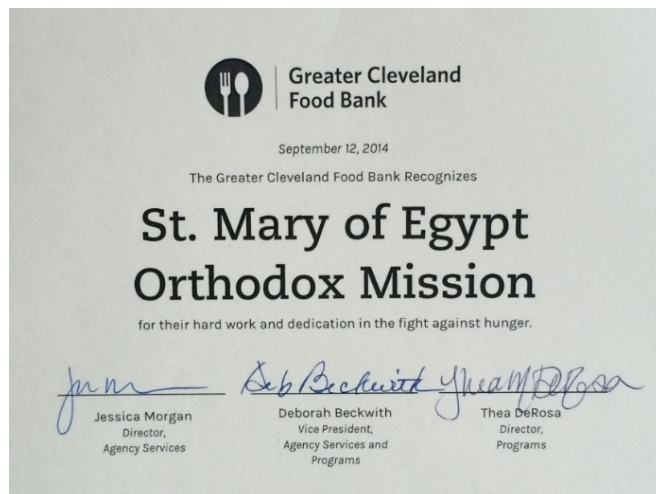 Greater Cleveland
Food Bank
September 12, 2014
The Greater Cleveland Food Bank Recognizes
St. Mary of Egypt
Orthodox Mission
for their hard work and dedication in the fight against hunger.
Deb Beckwith Thea M DeRosa
Jessica Morgan
Director,
Agency Services
Deborah Beckwith
Vice President,
Agency Services and
Programs
Thea DeRosa
Director,
Programs